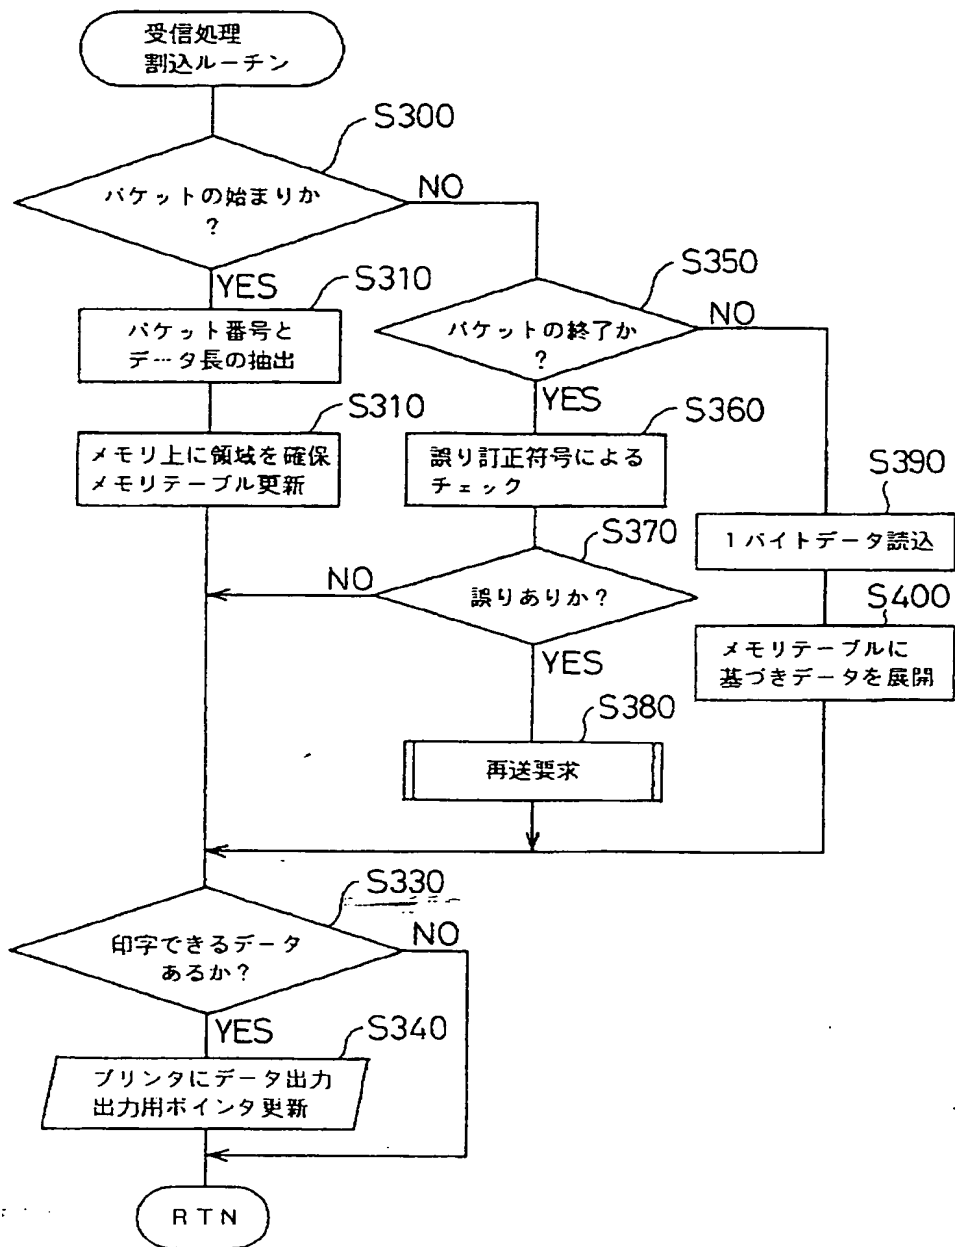 受信処理
割込ルーチン
S300
パケットの始まりか
？
NO
YES
S310
パケット番号と
データ長の抽出
S350
パケットの終了か
？
NO
YES
S310
メモリ上に領域を確保
メモリテーブル更新
S360
誤り訂正符号による
チェック
S390
1バイトデータ読込
S370
誤りありか？
NO
YES
S400
メモリテーブルに
基づきデータを展開
S380
再送要求
S330
印字できるデータ
あるか？
NO
YES
S340
プリンタにデータ出力
出力用ポインタ更新
RTN